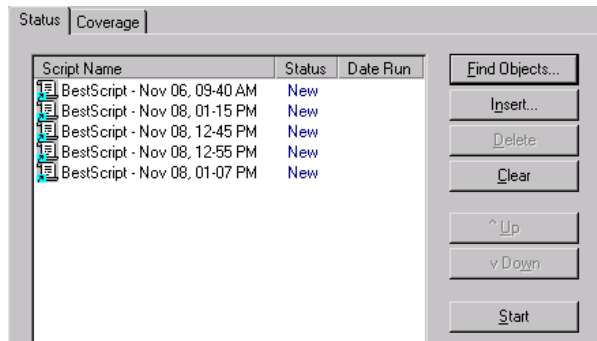 Status Coverage
Script Name Status Date Run Find Objects...
BestScript - Nov 06, 09-40 AM New
BestScript - Nov 08, 01-15 PM New Insert...
BestScript - Nov 08, 12-45 PM New
BestScript - Nov 08, 12-55 PM New Delete
BestScript - Nov 08, 01-07 PM New
Clear
^ Up
v Down
Start